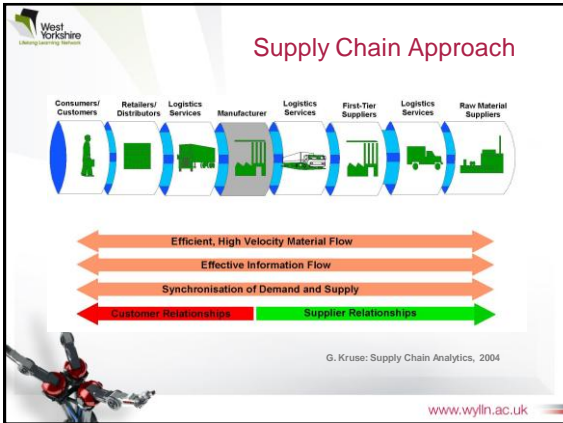 West
Yorkshire
Lifelong Learning Network
Supply Chain Approach
Consumers/
Customers
Retailers/
Distributors
Logistics
Services
Manufacturer
Logistics
Services
First-Tier
Suppliers
Logistics
Services
Raw Material
Suppliers
Efficient, High Velocity Material Flow
Effective Information Flow
Synchronisation of Demand and Supply
Customer Relationships
Supplier Relationships
G. Kruse: Supply Chain Analytics, 2004
www.wylln.ac.uk